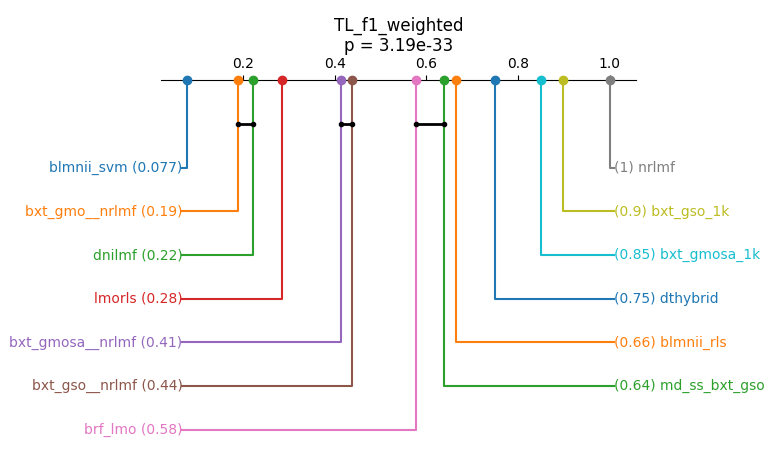 TL_f1_weighted
p = 3.19e-33
0.2 0.4 0.6 0.8 1.0
blmnii_svm (0.077)
(1) nrlmf
bxt_gmo__nrlmf (0.19)
(0.9) bxt_gso_1k
dnilmf (0.22)
(0.85) bxt_gmosa_1k
lmorls (0.28)
(0.75) dthybrid
bxt_gmosa__nrlmf (0.41)
(0.66) blmnii_rls
bxt_gso__nrlmf (0.44)
(0.64) md_ss_bxt_gso
brf_lmo (0.58)